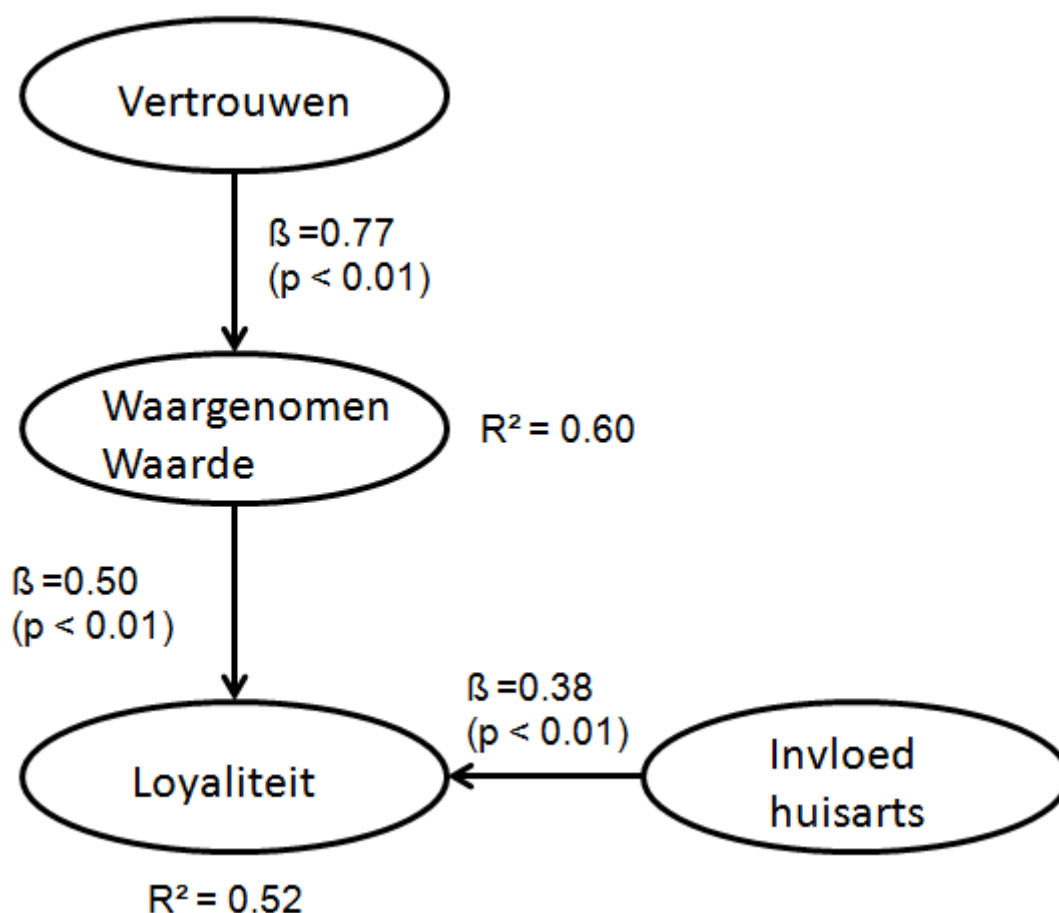 Vertrouwen
ß =0.77
(p < 0.01)
Waargenomen
Waarde
R² = 0.60
ß =0.50
(p < 0.01)
ß =0.38
(p < 0.01)
Loyaliteit
Invloed
huisarts
R² = 0.52